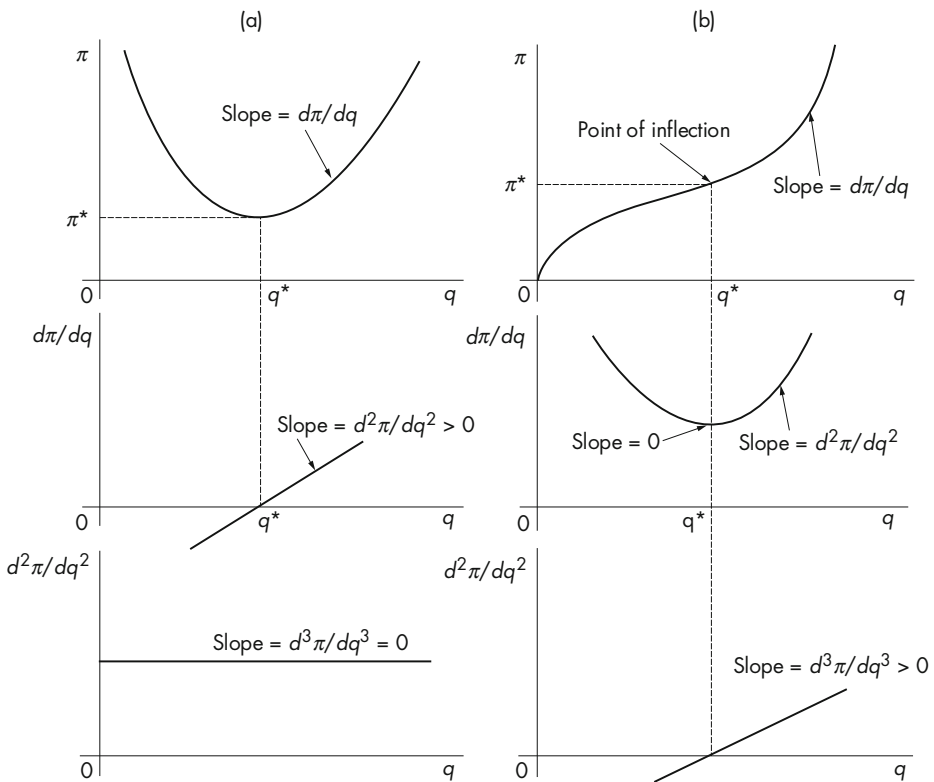 (a)
π
Slope = dπ/dq
π*
0
q*
q
dπ/dq
Slope = d²π/dq² > 0
0
q*
q
d²π/dq²
Slope = d³π/dq³ = 0
0
q
(b)
π
Point of inflection
π*
Slope = dπ/dq
0
q*
q
dπ/dq
Slope = 0
Slope = d²π/dq²
0
q*
q
d²π/dq²
Slope = d³π/dq³ > 0
0
q